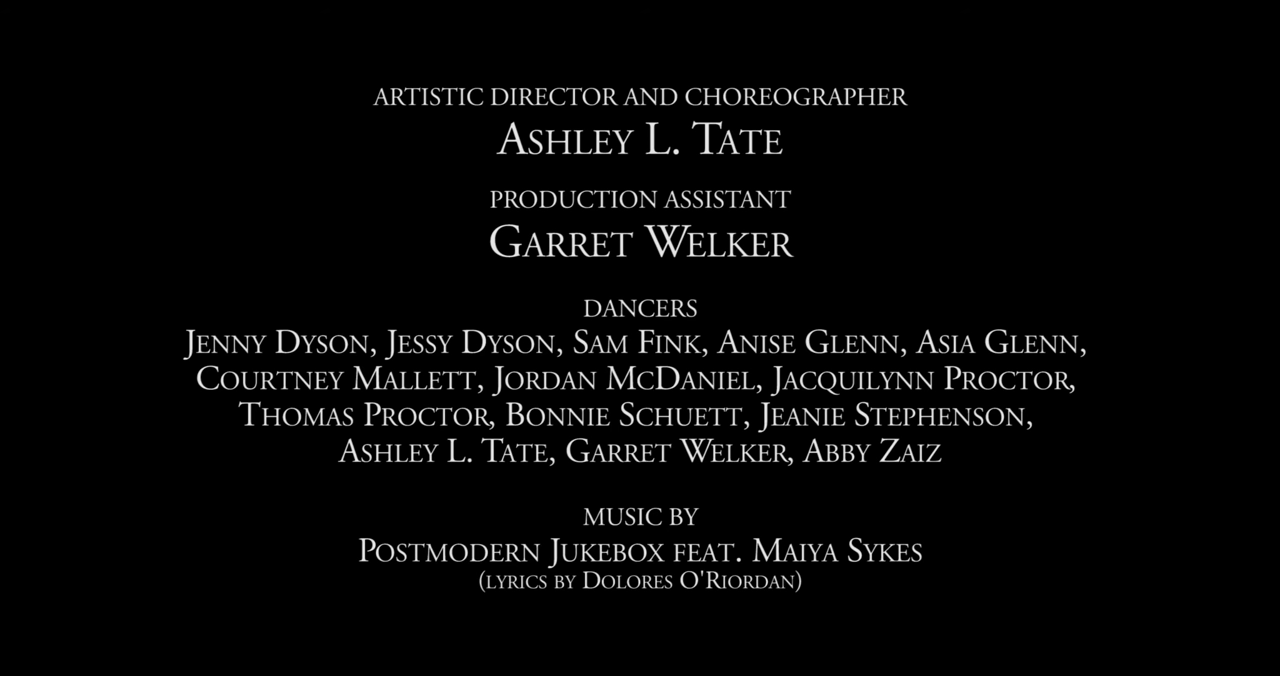 ARTISTIC DIRECTOR AND CHOREOGRAPHER
ASHLEY L. TATE
PRODUCTION ASSISTANT
GARRET WELKER
DANCERS
JENNY DYSON, JESSY DYSON, SAM FINK, ANISE GLENN, ASIA GLENN,
COURTNEY MALLETT, JORDAN MCDANIEL, JACQUILYNN PROCTOR,
THOMAS PROCTOR, BONNIE SCHUETT, JEANIE STEPHENSON,
ASHLEY L. TATE, GARRET WELKER, ABBY ZAIZ
MUSIC BY
POSTMODERN JUKEBOX FEAT. MAIYA SYKES
(LYRICS BY DOLORES O'RIORDAN)